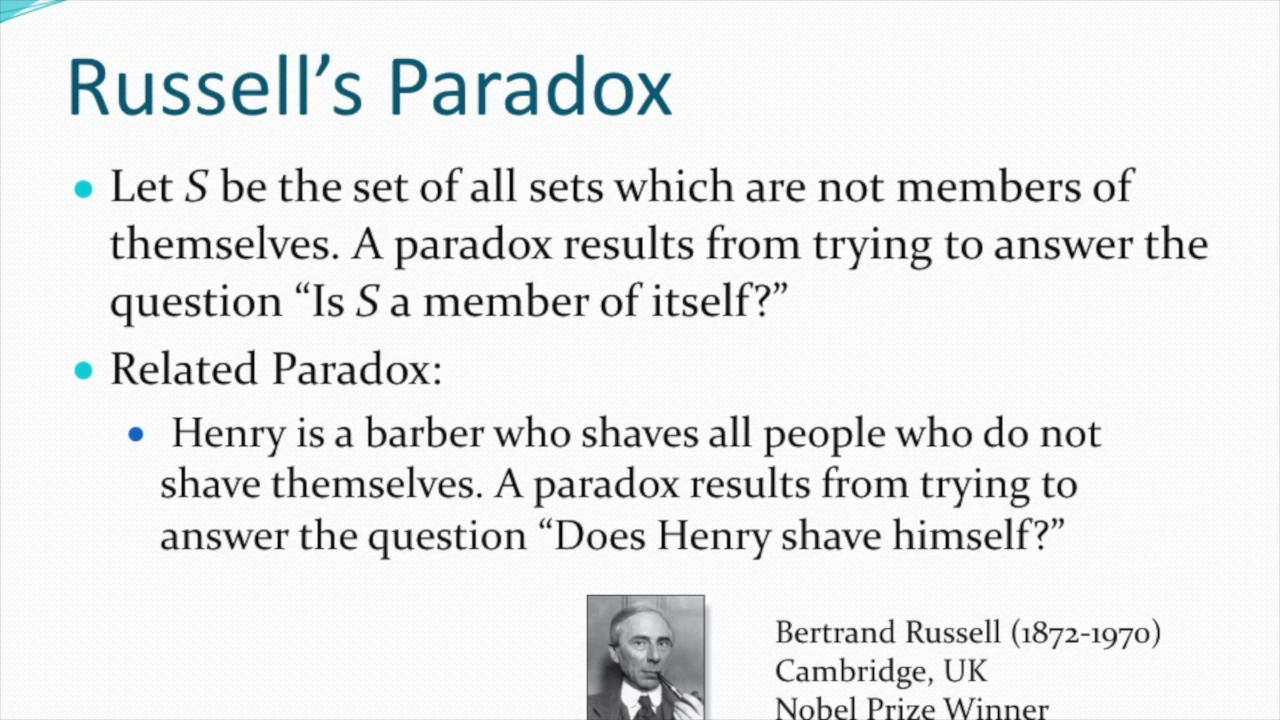 Russell’s Paradox
Let S be the set of all sets which are not members of
themselves. A paradox results from trying to answer the
question “Is S a member of itself?”
Related Paradox:
Henry is a barber who shaves all people who do not
shave themselves. A paradox results from trying to
answer the question “Does Henry shave himself?”
Bertrand Russell (1872-1970)
Cambridge, UK
Nobel Prize Winner